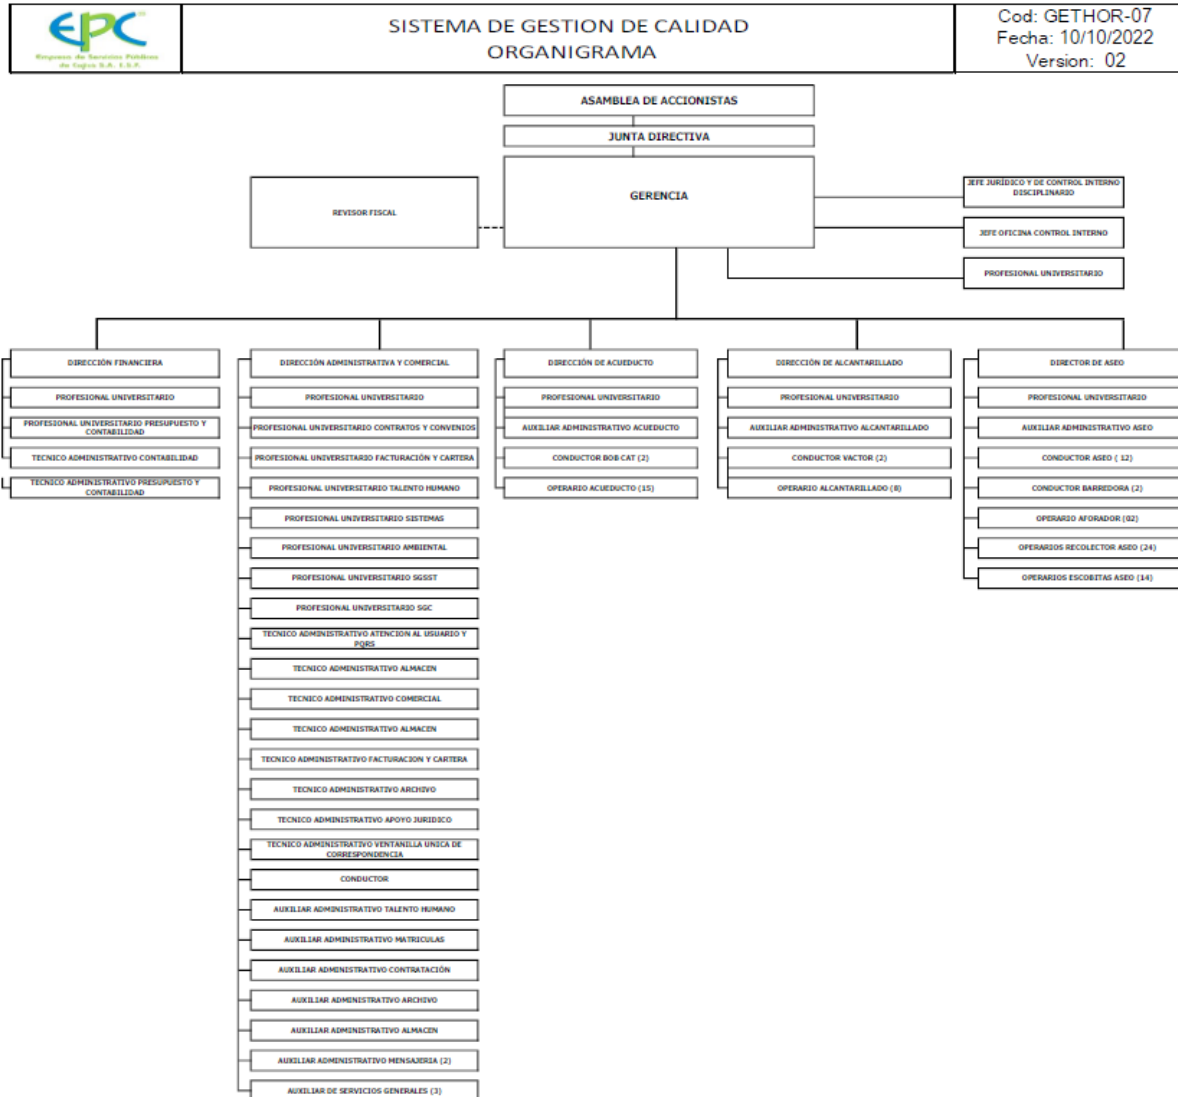 EPC
Empresa de Servicios Públicos
de Cajica S.A. E.S.P.
SISTEMA DE GESTION DE CALIDAD
ORGANIGRAMA
Cod: GETHOR-07
Fecha: 10/10/2022
Version: 02
ASAMBLEA DE ACCIONISTAS
JUNTA DIRECTIVA
GERENCIA
REVISOR FISCAL
JEFE JURÍDICO Y DE CONTROL INTERNO
DISCIPLINARIO
JEFE OFICINA CONTROL INTERNO
PROFESIONAL UNIVERSITARIO
DIRECCIÓN FINANCIERA
PROFESIONAL UNIVERSITARIO
PROFESIONAL UNIVERSITARIO PRESUPUESTO Y
CONTABILIDAD
TECNICO ADMINISTRATIVO CONTABILIDAD
TECNICO ADMINISTRATIVO PRESUPUESTO Y
CONTABILIDAD
DIRECCIÓN ADMINISTRATIVA Y COMERCIAL
PROFESIONAL UNIVERSITARIO
PROFESIONAL UNIVERSITARIO CONTRATOS Y CONVENIOS
PROFESIONAL UNIVERSITARIO FACTURACIÓN Y CARTERA
PROFESIONAL UNIVERSITARIO TALENTO HUMANO
PROFESIONAL UNIVERSITARIO SISTEMAS
PROFESIONAL UNIVERSITARIO AMBIENTAL
PROFESIONAL UNIVERSITARIO SGSST
PROFESIONAL UNIVERSITARIO SGC
TECNICO ADMINISTRATIVO ATENCION AL USUARIO Y
PQRS
TECNICO ADMINISTRATIVO ALMACEN
TECNICO ADMINISTRATIVO COMERCIAL
TECNICO ADMINISTRATIVO ALMACEN
TECNICO ADMINISTRATIVO FACTURACION Y CARTERA
TECNICO ADMINISTRATIVO ARCHIVO
TECNICO ADMINISTRATIVO APOYO JURIDICO
TECNICO ADMINISTRATIVO VENTANILLA UNICA DE
CORRESPONDENCIA
CONDUCTOR
AUXILIAR ADMINISTRATIVO TALENTO HUMANO
AUXILIAR ADMINISTRATIVO MATRICULAS
AUXILIAR ADMINISTRATIVO CONTRATACIÓN
AUXILIAR ADMINISTRATIVO ARCHIVO
AUXILIAR ADMINISTRATIVO ALMACEN
AUXILIAR ADMINISTRATIVO MENSAJERIA (2)
AUXILIAR DE SERVICIOS GENERALES (3)
DIRECCIÓN DE ACUEDUCTO
PROFESIONAL UNIVERSITARIO
AUXILIAR ADMINISTRATIVO ACUEDUCTO
CONDUCTOR BOB CAT (2)
OPERARIO ACUEDUCTO (15)
DIRECCIÓN DE ALCANTARILLADO
PROFESIONAL UNIVERSITARIO
AUXILIAR ADMINISTRATIVO ALCANTARILLADO
CONDUCTOR VACTOR (2)
OPERARIO ALCANTARILLADO (8)
DIRECTOR DE ASEO
PROFESIONAL UNIVERSITARIO
AUXILIAR ADMINISTRATIVO ASEO
CONDUCTOR ASEO ( 12)
CONDUCTOR BARREDORA (2)
OPERARIO AFORADOR (02)
OPERARIOS RECOLECTOR ASEO (24)
OPERARIOS ESCOBITAS ASEO (14)